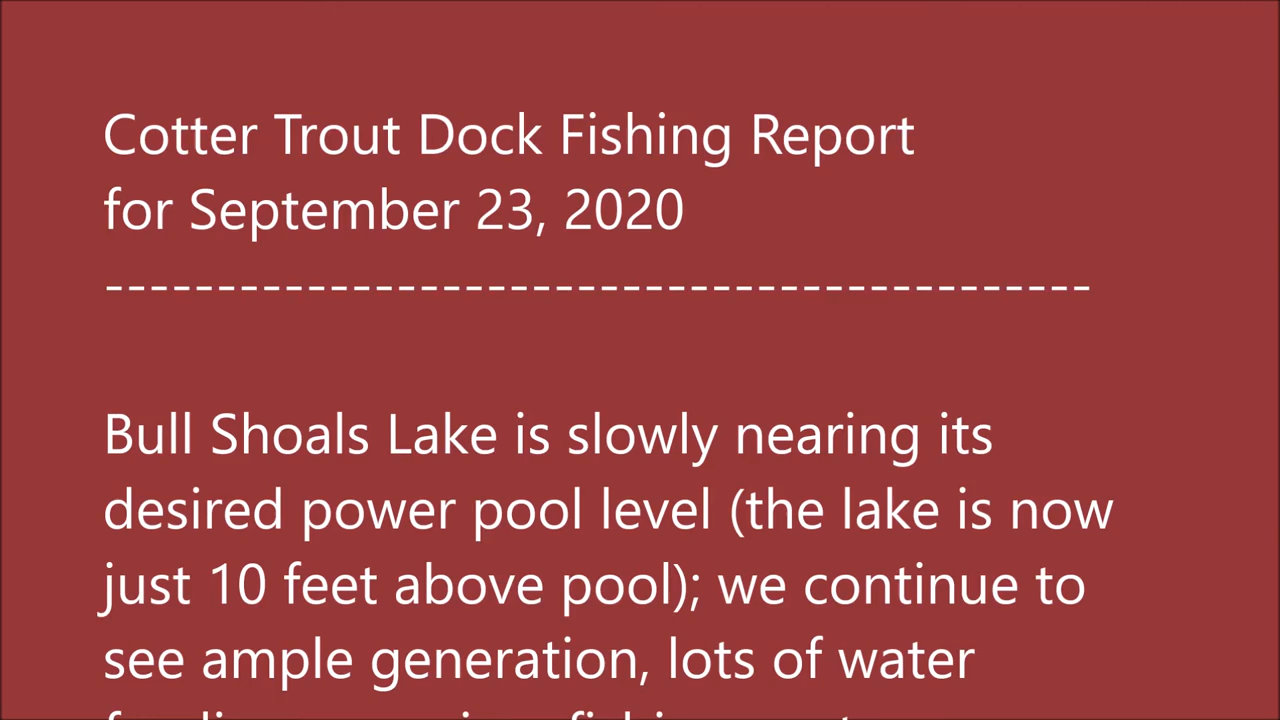 Cotter Trout Dock Fishing Report
for September 23, 2020
--------------------------------------------
Bull Shoals Lake is slowly nearing its
desired power pool level (the lake is now
just 10 feet above pool); we continue to
see ample generation, lots of water